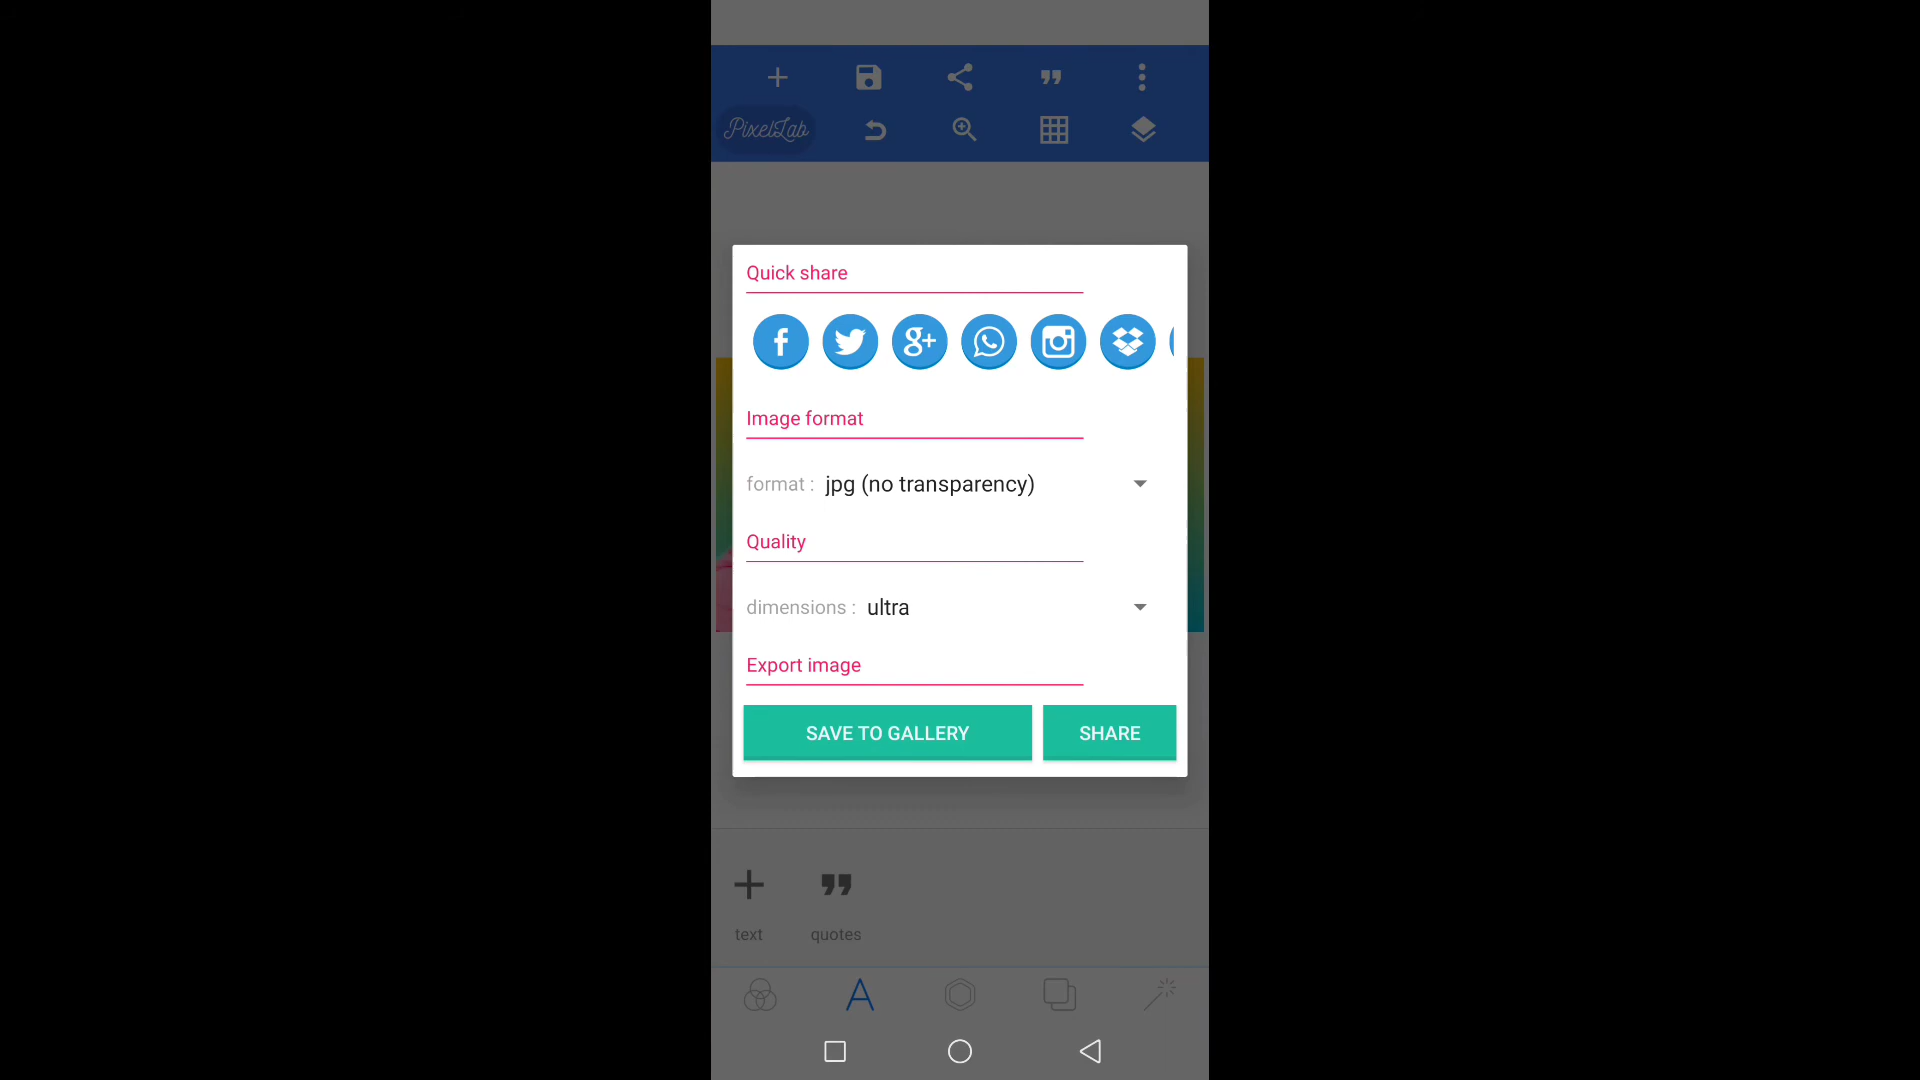 PixelLab
Quick share
Image format
format : jpg (no transparency)
Quality
dimensions : ultra
Export image
SAVE TO GALLERY SHARE
text quotes